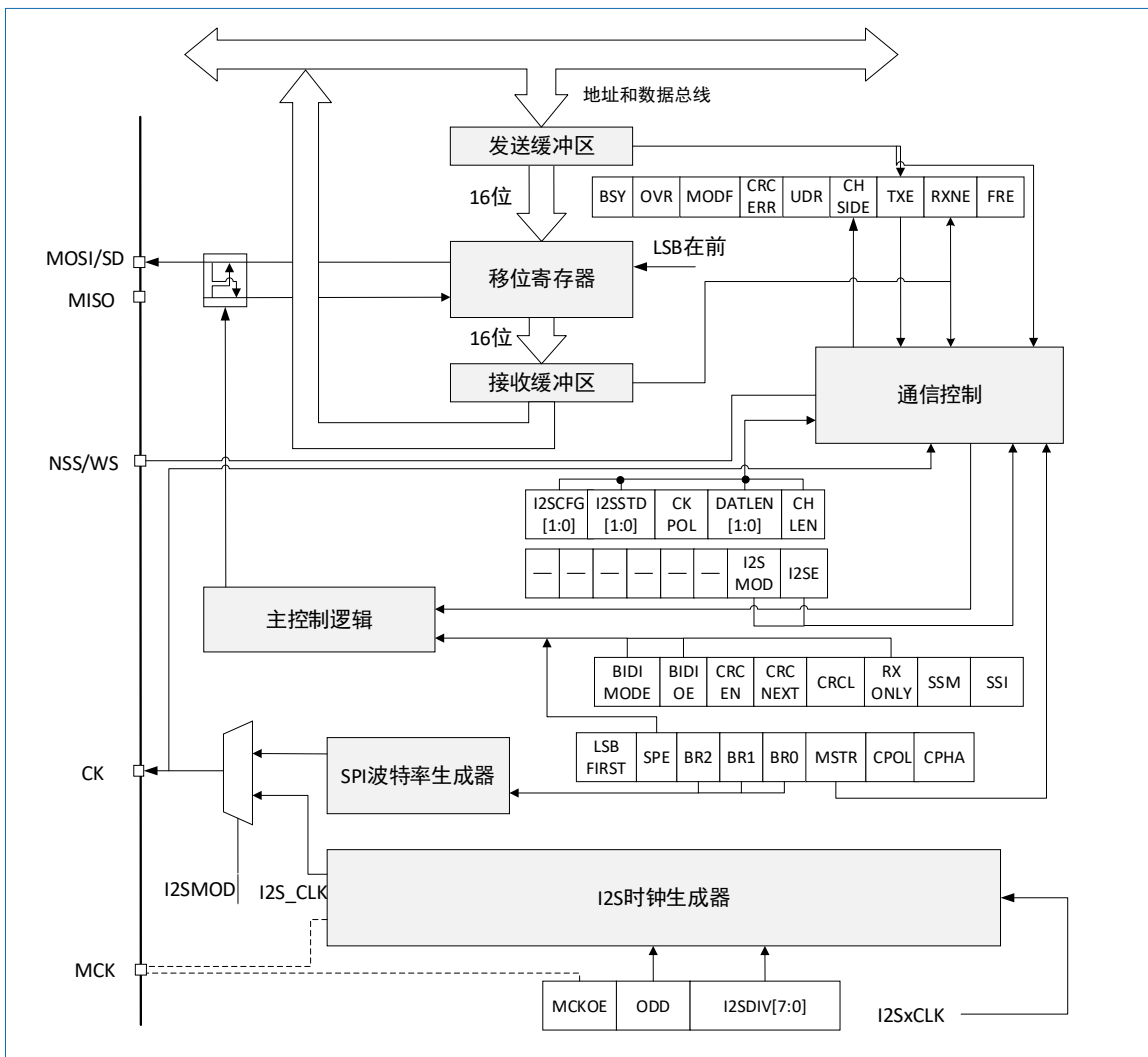 地址和数据总线
发送缓冲区
16位
BSY OVR MODF CRC ERR UDR CH SIDE TXE RXNE FRE
LSB在前
MOSI/SD
移位寄存器
MISO
16位
接收缓冲区
通信控制
NSS/WS
I2SCFG [1:0] I2SSTD [1:0] CK POL DATLEN [1:0] CH LEN
— — — — — — I2S MOD I2SE
主控制逻辑
BIDI MODE BIDI OE CRC EN CRC NEXT CRCL RX ONLY SSM SSI
LSB FIRST SPE BR2 BR1 BR0 MSTR CPOL CPHA
CK
SPI波特率生成器
I2SMOD
I2S_CLK
I2S时钟生成器
MCK
MCKOE ODD I2SDIV[7:0]
I2SxCLK